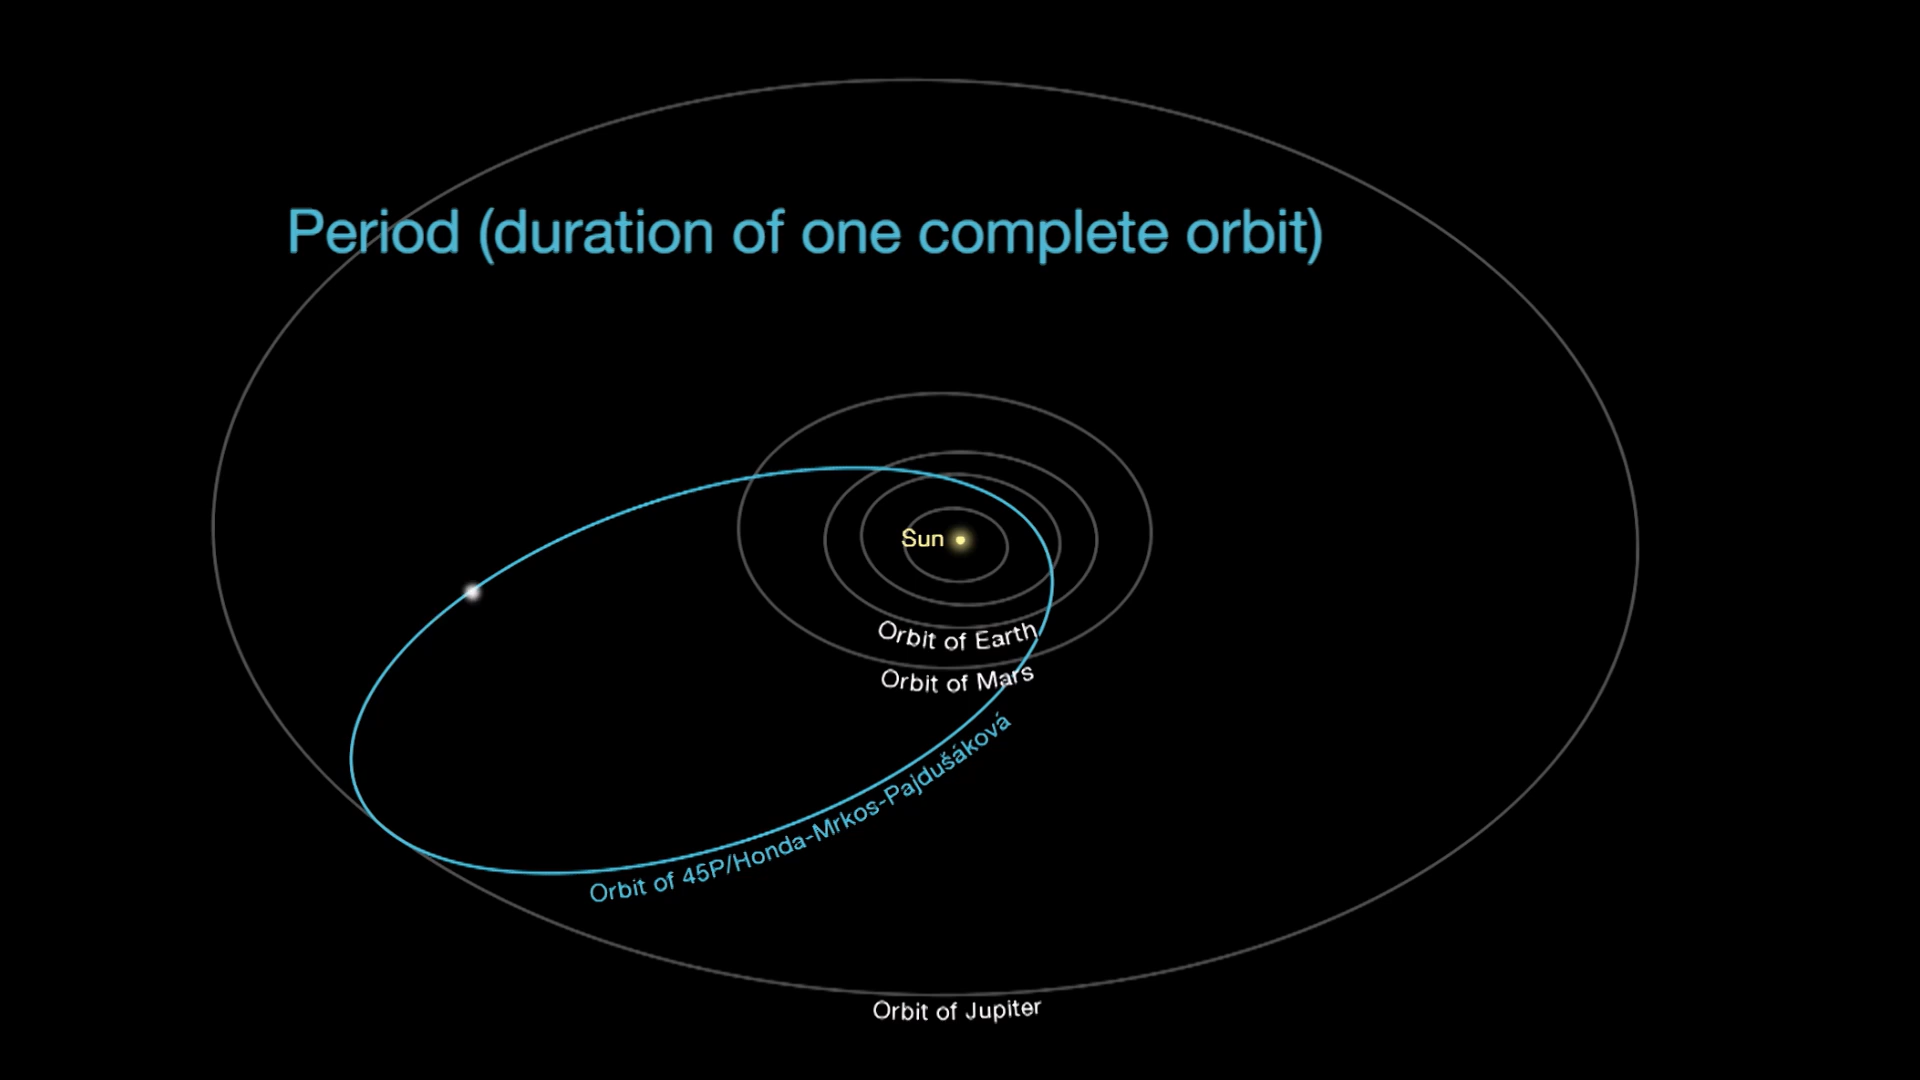 Period (duration of one complete orbit)
Sun
Orbit of Earth
Orbit of Mars
Orbit of 45P/Honda-Mrkos-Pajdušáková
Orbit of Jupiter